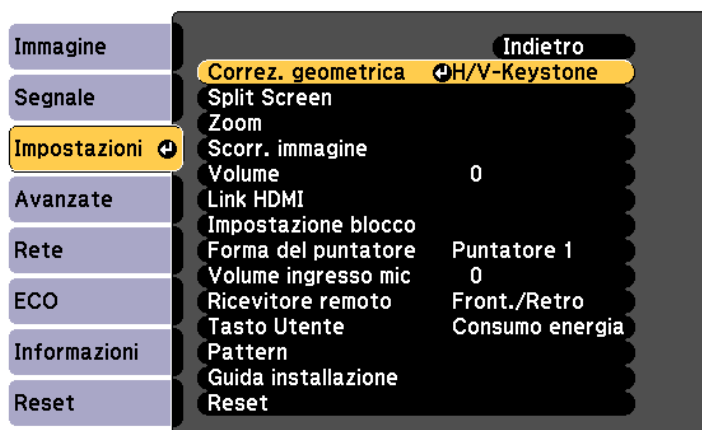 Immagine
Segnale
Impostazioni
Avanzate
Rete
ECO
Informazioni
Reset
Indietro
Correz. geometrica H/V-Keystone
Split Screen
Zoom
Scorr. immagine
Volume 0
Link HDMI
Impostazione blocco
Forma del puntatore Puntatore 1
Volume ingresso mic 0
Ricevitore remoto Front./Retro
Tasto Utente Consumo energia
Pattern
Guida installazione
Reset